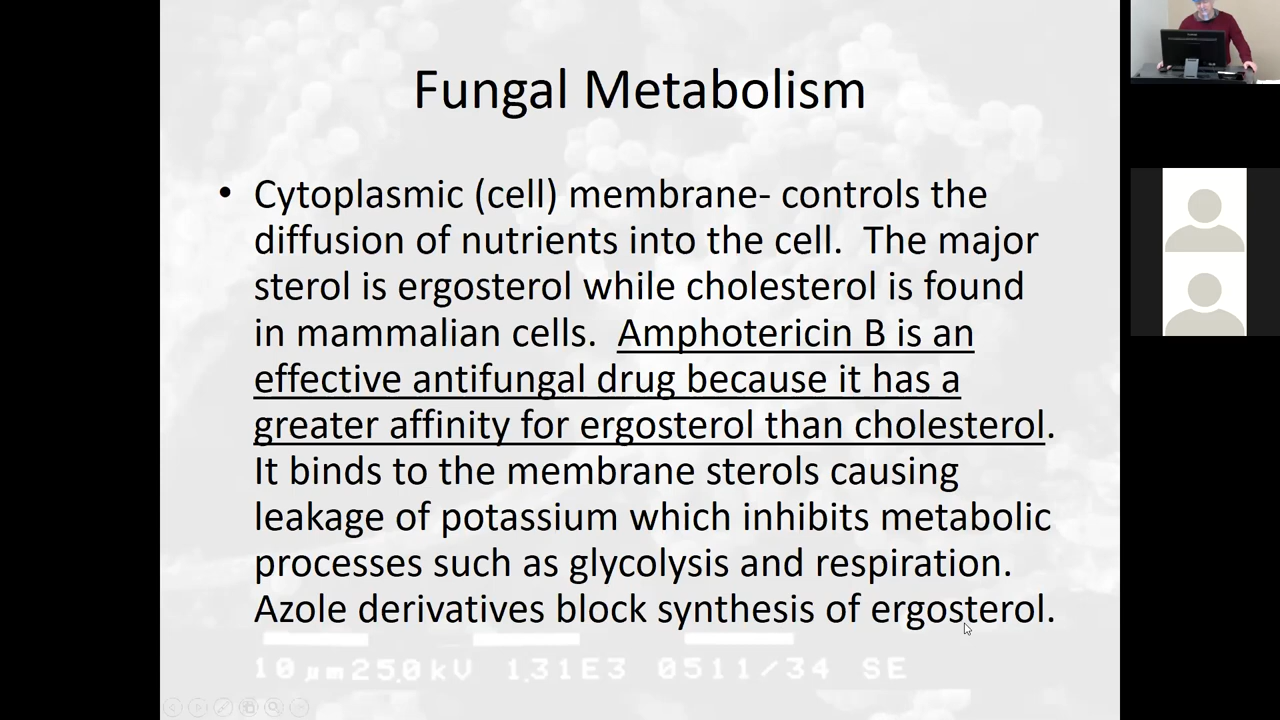 Fungal Metabolism
• Cytoplasmic (cell) membrane- controls the
diffusion of nutrients into the cell.  The major
sterol is ergosterol while cholesterol is found
in mammalian cells.  Amphotericin B is an
effective antifungal drug because it has a
greater affinity for ergosterol than cholesterol.
It binds to the membrane sterols causing
leakage of potassium which inhibits metabolic
processes such as glycolysis and respiration.
Azole derivatives block synthesis of ergosterol.
10µm25.0kV 1.31E3 0511/34 SE